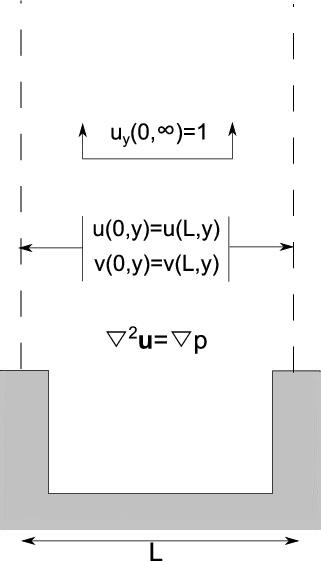 u_y(0,∞)=1
u(0,y)=u(L,y)
v(0,y)=v(L,y)
▽²u=▽p
L